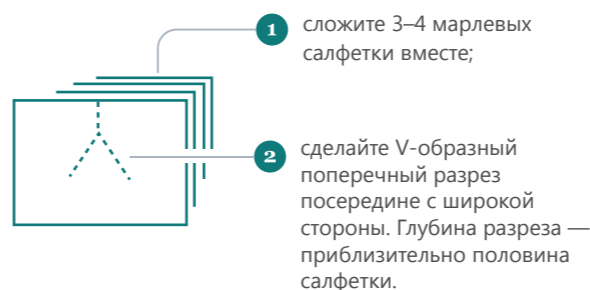 1
сложите 3–4 марлевых
салфетки вместе;
2
сделайте V-образный
поперечный разрез
посередине с широкой
стороны. Глубина разреза —
приблизительно половина
салфетки.